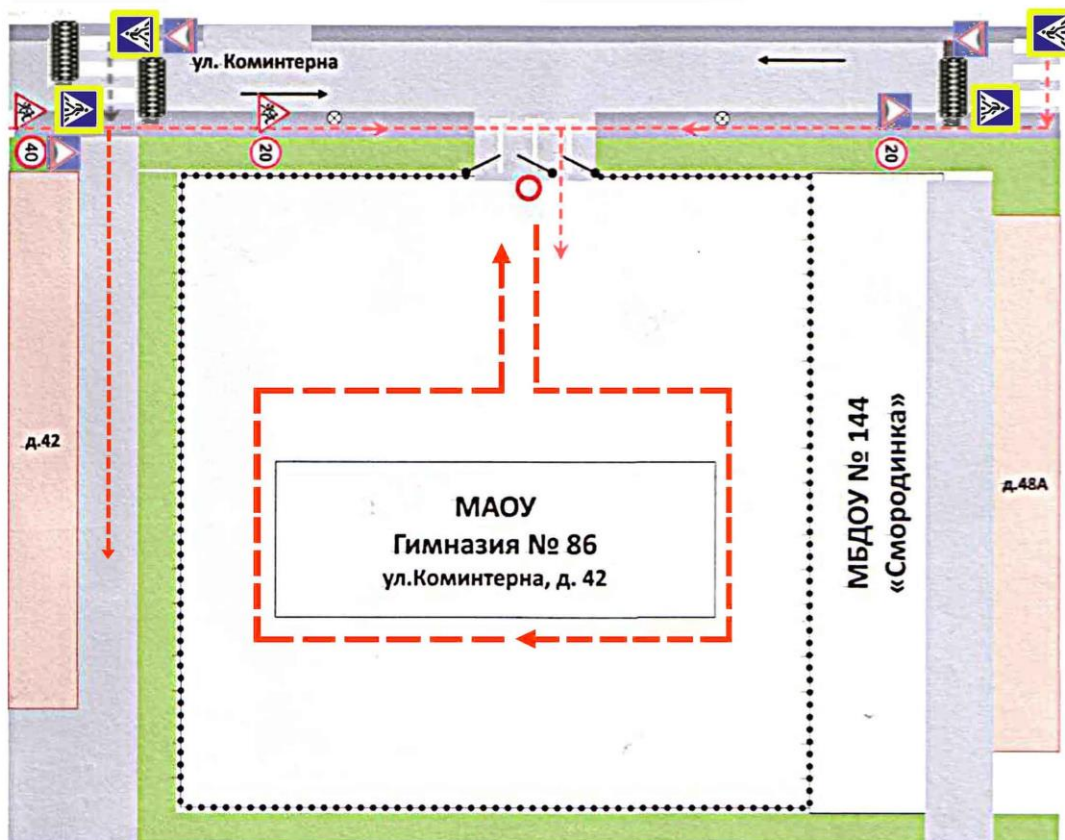 ул. Коминтерна
40
20
20
д.42
МАОУ
Гимназия № 86
ул.Коминтерна, д. 42
МБДОУ № 144
«Смородинка»
д.48А